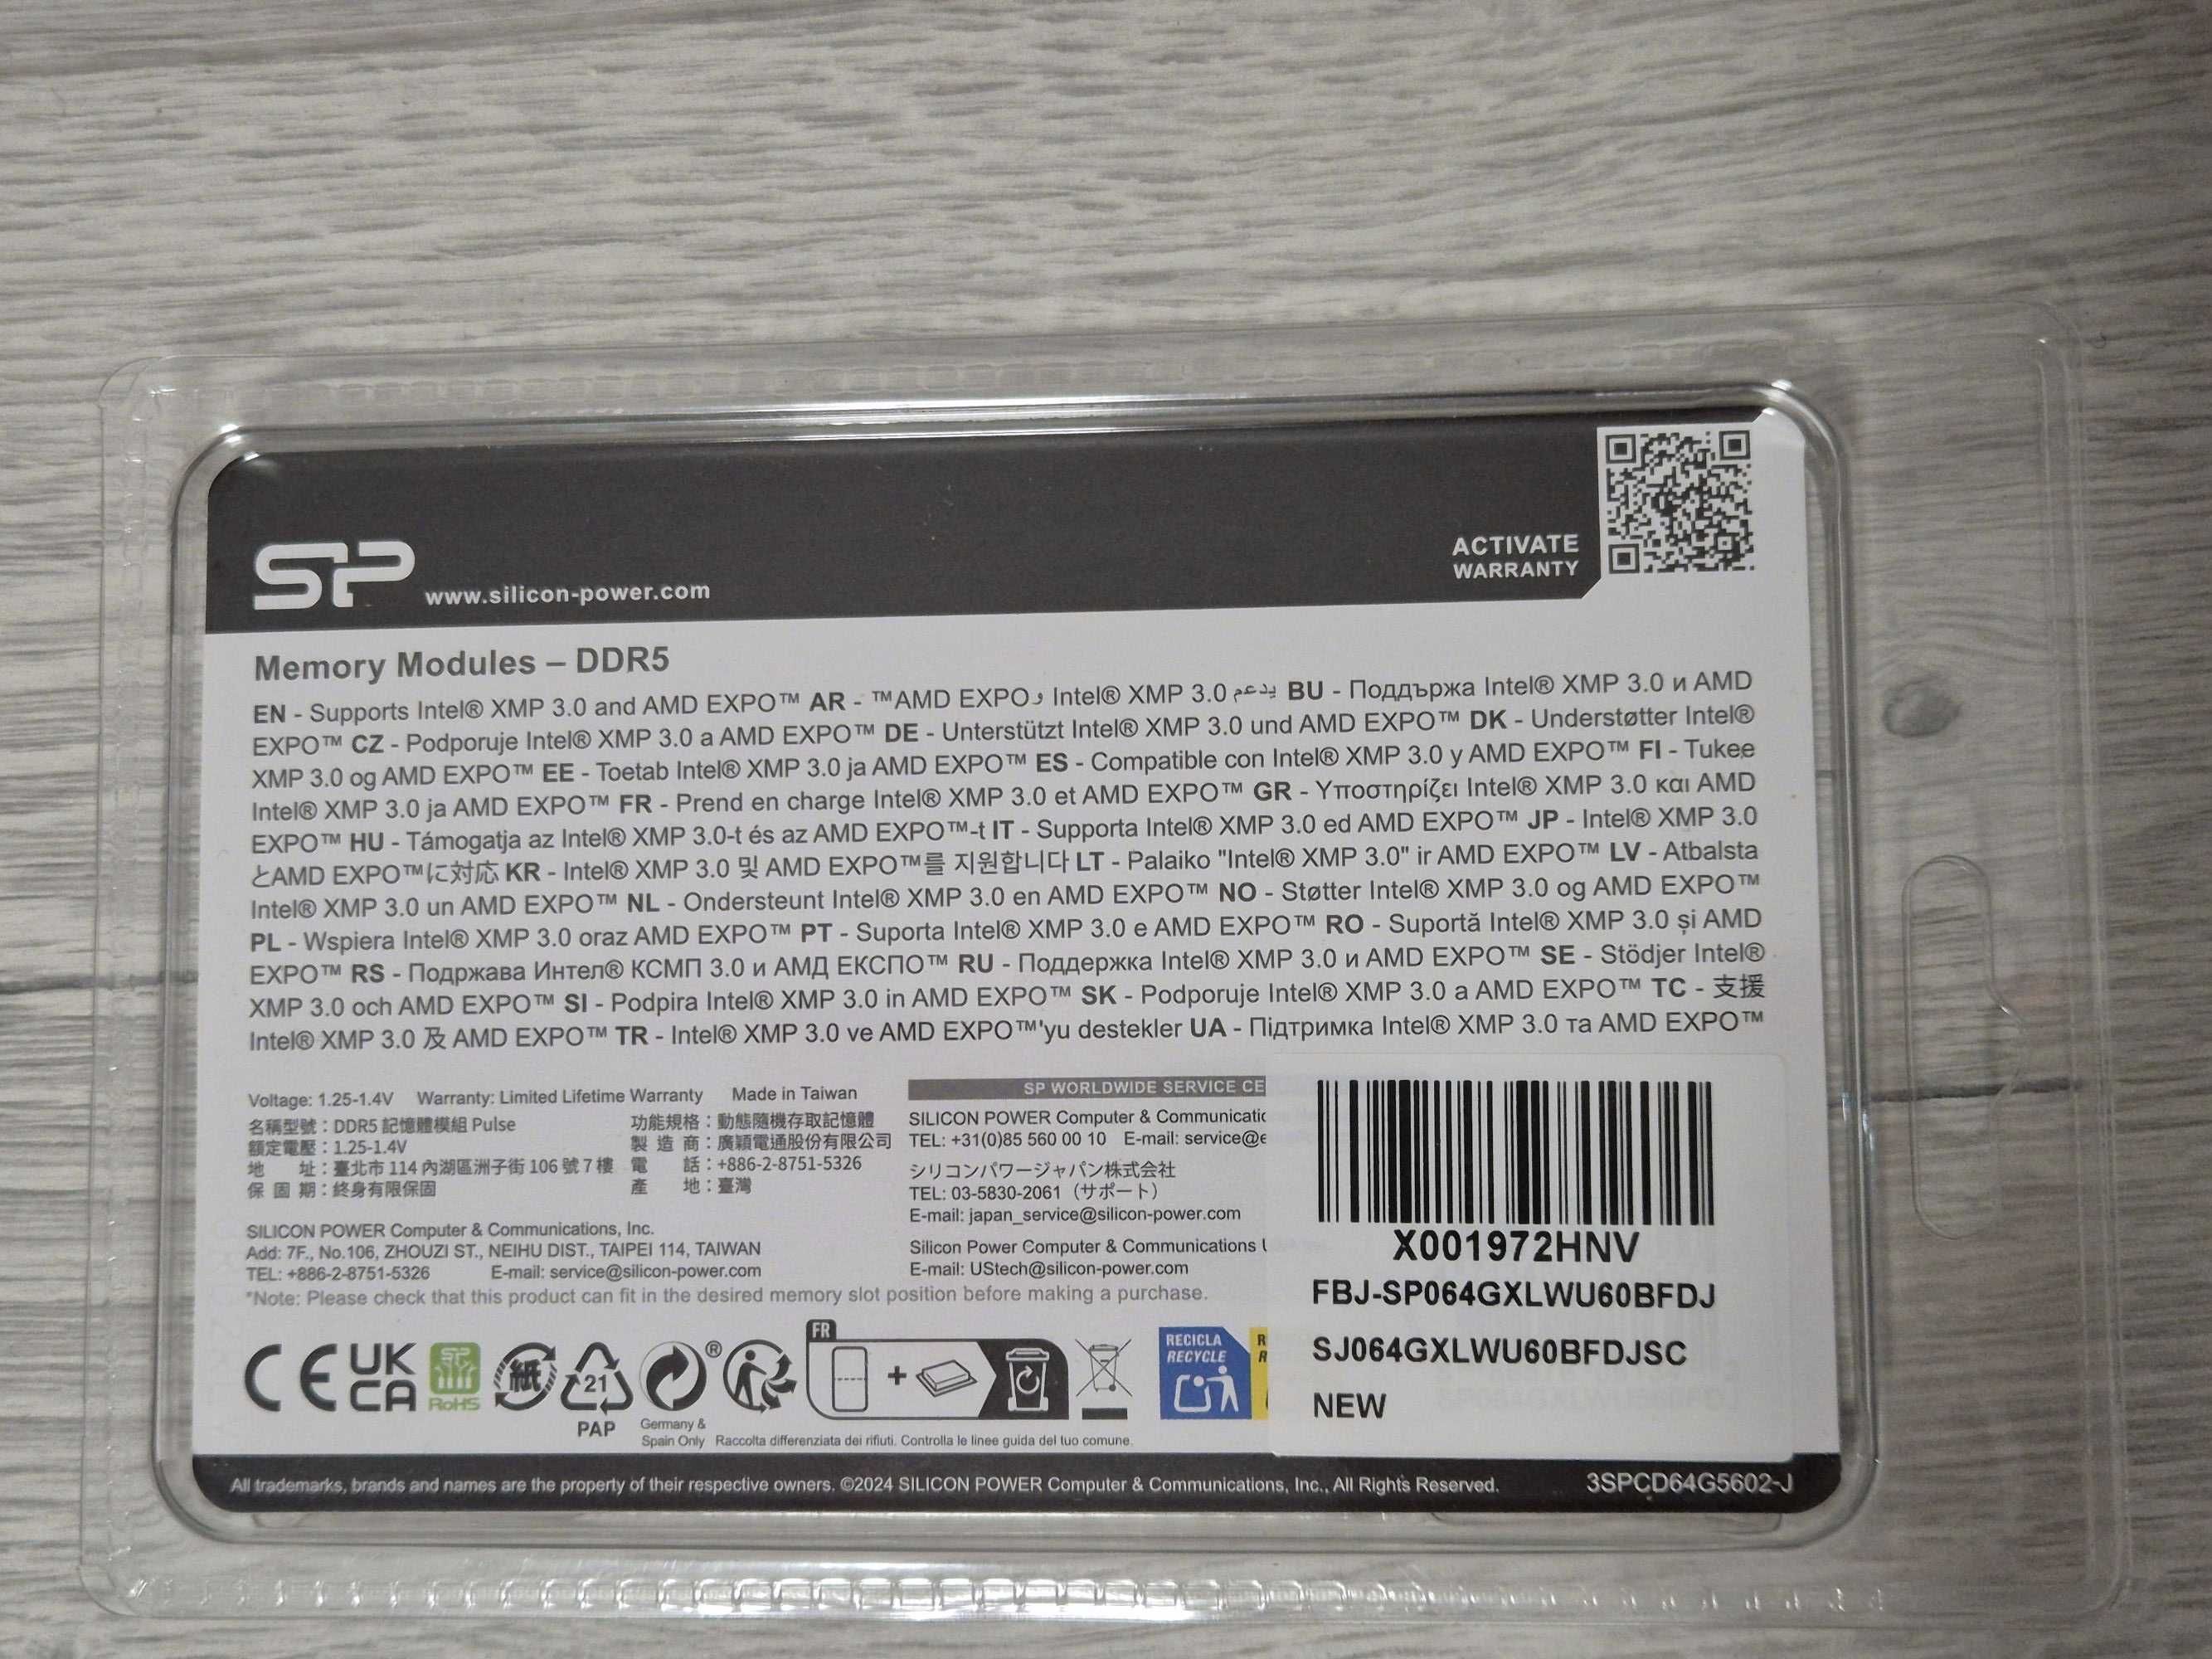 SP www.silicon-power.com
ACTIVATE
WARRANTY
Memory Modules – DDR5
EN - Supports Intel® XMP 3.0 and AMD EXPO™ AR - ™AMD EXPO و Intel® XMP 3.0 يدعم BU - Поддържа Intel® XMP 3.0 и AMD
EXPO™ CZ - Podporuje Intel® XMP 3.0 a AMD EXPO™ DE - Unterstützt Intel® XMP 3.0 und AMD EXPO™ DK - Understøtter Intel®
XMP 3.0 og AMD EXPO™ EE - Toetab Intel® XMP 3.0 ja AMD EXPO™ ES - Compatible con Intel® XMP 3.0 y AMD EXPO™ FI - Tukee
Intel® XMP 3.0 ja AMD EXPO™ FR - Prend en charge Intel® XMP 3.0 et AMD EXPO™ GR - Υποστηρίζει Intel® XMP 3.0 και AMD
EXPO™ HU - Támogatja az Intel® XMP 3.0-t és az AMD EXPO™-t IT - Supporta Intel® XMP 3.0 ed AMD EXPO™ JP - Intel® XMP 3.0
とAMD EXPO™に対応 KR - Intel® XMP 3.0 및 AMD EXPO™를 지원합니다 LT - Palaiko "Intel® XMP 3.0" ir AMD EXPO™ LV - Atbalsta
Intel® XMP 3.0 un AMD EXPO™ NL - Ondersteunt Intel® XMP 3.0 en AMD EXPO™ NO - Støtter Intel® XMP 3.0 og AMD EXPO™
PL - Wspiera Intel® XMP 3.0 oraz AMD EXPO™ PT - Suporta Intel® XMP 3.0 e AMD EXPO™ RO - Suportă Intel® XMP 3.0 și AMD
EXPO™ RS - Подржава Интел® КСМП 3.0 и АМД ЕКСПО™ RU - Поддержка Intel® XMP 3.0 и AMD EXPO™ SE - Stödjer Intel®
XMP 3.0 och AMD EXPO™ SI - Podpira Intel® XMP 3.0 in AMD EXPO™ SK - Podporuje Intel® XMP 3.0 a AMD EXPO™ TC - 支援
Intel® XMP 3.0 及 AMD EXPO™ TR - Intel® XMP 3.0 ve AMD EXPO™'yu destekler UA - Підтримка Intel® XMP 3.0 та AMD EXPO™
Voltage: 1.25-1.4V Warranty: Limited Lifetime Warranty Made in Taiwan
名稱型號：DDR5 記憶體模組 Pulse 功能規格：動態隨機存取記憶體
額定電壓：1.25-1.4V 製造商：廣穎電通股份有限公司
地址：臺北市 114 內湖區洲子街 106 號 7 樓 電話：+886-2-8751-5326
保固期：終身有限保固 產地：臺灣
SILICON POWER Computer & Communications, Inc.
Add: 7F., No.106, ZHOUZI ST., NEIHU DIST., TAIPEI 114, TAIWAN
TEL: +886-2-8751-5326 E-mail: service@silicon-power.com
SP WORLDWIDE SERVICE CE
SILICON POWER Computer & Communicatic
TEL: +31(0)85 560 00 10 E-mail: service@e
シリコンパワージャパン株式会社
TEL: 03-5830-2061（サポート）
E-mail: japan_service@silicon-power.com
Silicon Power Computer & Communications
E-mail: UStech@silicon-power.com
*Note: Please check that this product can fit in the desired memory slot position before making a purchase.
X001972HNV
FBJ-SP064GXLWU60BFDJ
SJ064GXLWU60BFDJSC
NEW
CE UK CA SP RoHS 紙 21 PAP ® FR +
Germany &
Spain Only
RECICLA
RECYCLE
Raccolta differenziata dei rifiuti. Controlla le linee guida del tuo comune.
All trademarks, brands and names are the property of their respective owners. ©2024 SILICON POWER Computer & Communications, Inc., All Rights Reserved.
3SPCD64G5602-J